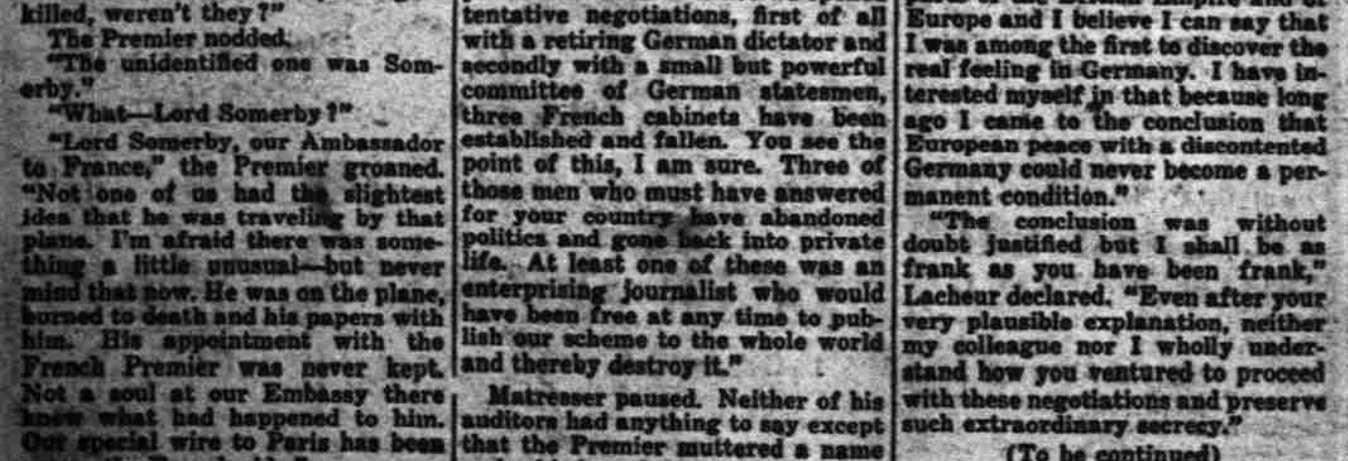 killed, weren't they?"
The Premier nodded.
"The unidentified one was Som-
erby."
"What—Lord Somerby?"
"Lord Somerby, our Ambassador
to France," the Premier groaned.
"Not one of us had the slightest
idea that he was traveling by that
plane. I'm afraid there was some-
thing a little unusual—but never
mind that now. He was on the plane,
burned to death and his papers with
him. His appointment with the
French Premier was never kept.
Not a soul at our Embassy there
knew what had happened to him.
Our special wire to Paris has been
tentative negotiations, first of all
with a retiring German dictator and
secondly with a small but powerful
committee of German statesmen,
three French cabinets have been
established and fallen. You see the
point of this, I am sure. Three of
those men who must have answered
for your country have abandoned
politics and gone back into private
life. At least one of these was an
enterprising journalist who would
have been free at any time to pub-
lish our scheme to the whole world
and thereby destroy it."
Matresser paused. Neither of his
auditors had anything to say except
that the Premier muttered a name
Europe and I believe I can say that
I was among the first to discover the
real feeling in Germany. I have in-
terested myself in that because long
ago I came to the conclusion that
European peace with a discontented
Germany could never become a per-
manent condition."
"The conclusion was without
doubt justified but I shall be as
frank as you have been frank,"
Lacheur declared. "Even after your
very plausible explanation, neither
my colleague nor I wholly under-
stand how you ventured to proceed
with these negotiations and preserve
such extraordinary secrecy."
(To be continued)